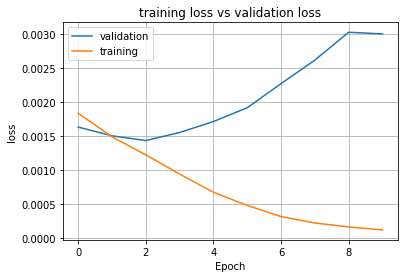 training loss vs validation loss
validation
training
0.0030
0.0025
0.0020
0.0015
0.0010
0.0005
0.0000
loss
0 2 4 6 8
Epoch